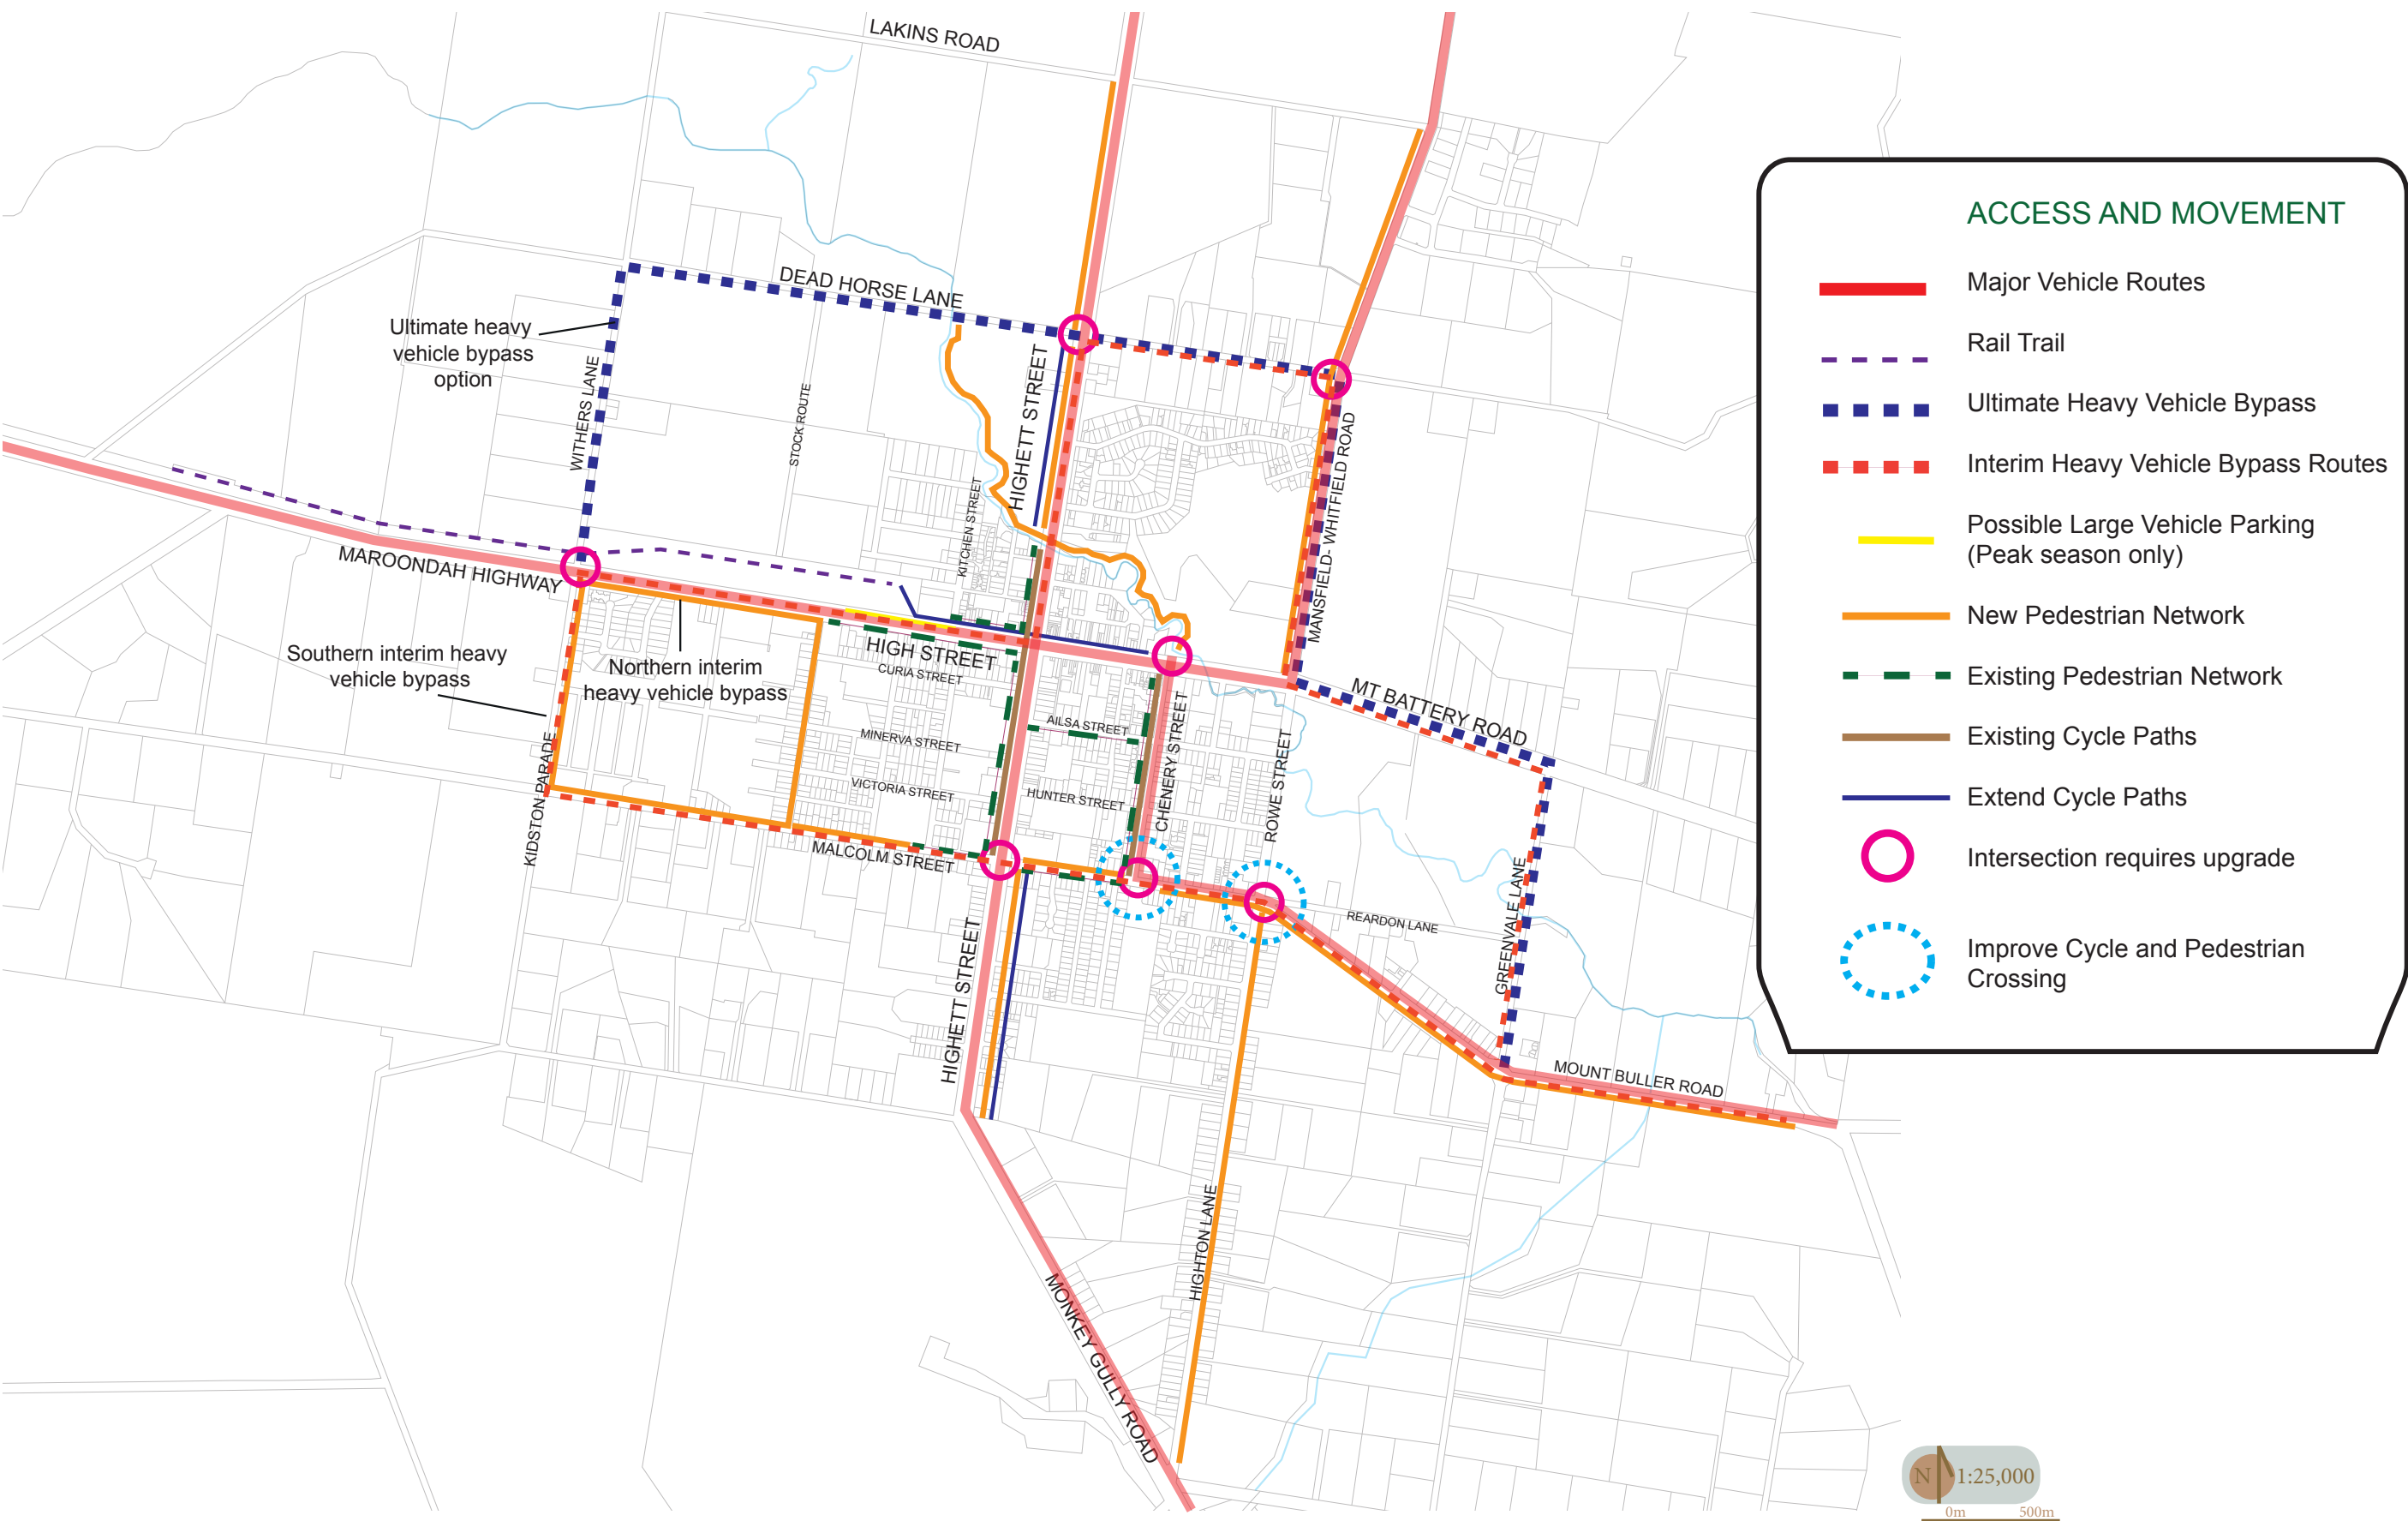 LAKINS ROAD
DEAD HORSE LANE
Ultimate heavy
vehicle bypass
option
WITHERS LANE
STOCK ROUTE
KITCHEN STREET
HIGHETT STREET
MANSFIELD- WHITFIELD ROAD
MAROONDAH HIGHWAY
Southern interim heavy
vehicle bypass
Northern interim
heavy vehicle bypass
HIGH STREET
CURIA STREET
MINERVA STREET
VICTORIA STREET
AILSA STREET
HUNTER STREET
CHENERY STREET
ROWE STREET
MT BATTERY ROAD
KIDSTON PARADE
MALCOLM STREET
REARDON LANE
GREENVALE LANE
HIGHETT STREET
MOUNT BULLER ROAD
HIGHTON LANE
MONKEY GULLY ROAD
ACCESS AND MOVEMENT
Major Vehicle Routes
Rail Trail
Ultimate Heavy Vehicle Bypass
Interim Heavy Vehicle Bypass Routes
Possible Large Vehicle Parking
(Peak season only)
New Pedestrian Network
Existing Pedestrian Network
Existing Cycle Paths
Extend Cycle Paths
Intersection requires upgrade
Improve Cycle and Pedestrian
Crossing
N 1:25,000
0m 500m